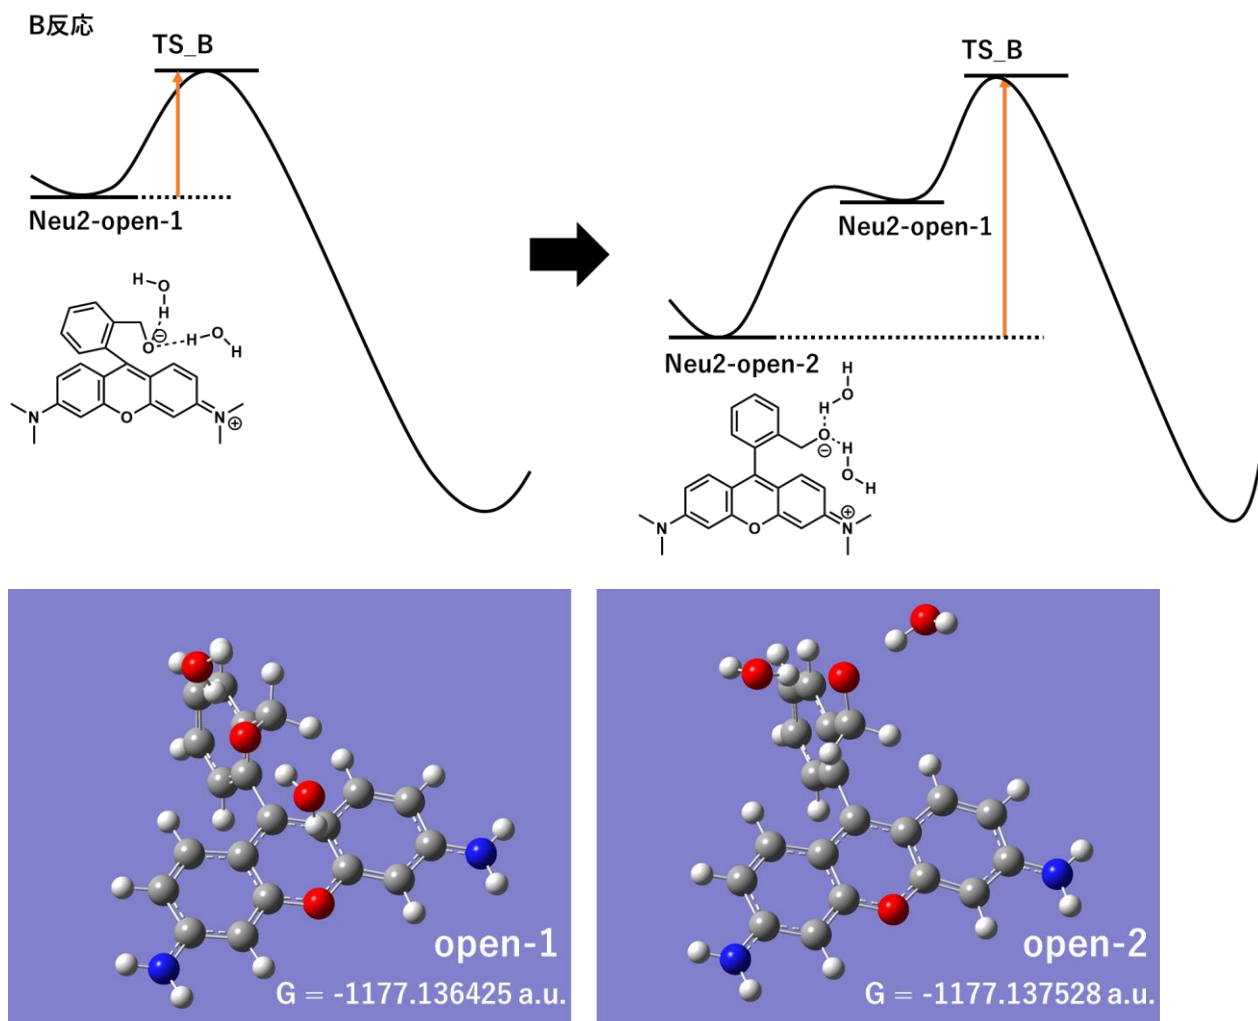 B反応
TS_B
Neu2-open-1
H O
H
H O
H
O ⊖
N
O
N ⊕
TS_B
Neu2-open-1
Neu2-open-2
H
O
H
O
⊖
H
O
H
N
O
N
⊕
open-1
G = -1177.136425 a.u.
open-2
G = -1177.137528 a.u.